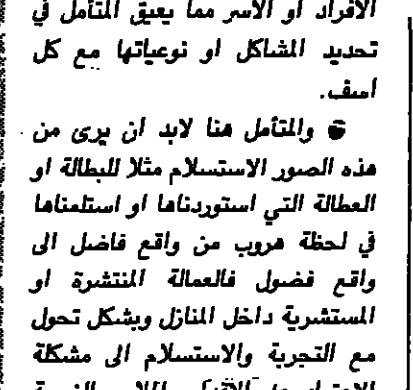 الافراد او الاسر مما يعيق المتأمل في
تحديد المشاكل او نوعياتها مع كل
اسف.
والمتأمل هنا لابد ان يرى من
هذه الصور الاستسلام مثلا للبطالة او
العطالة التي استوردناها او استلمناها
في لحظة هروب من واقع فاضل الى
واقع فضول فالعمالة المنتشرة او
المستشرية داخل المنازل وبشكل تحول
مع التجربة والاستسلام الى مشكلة